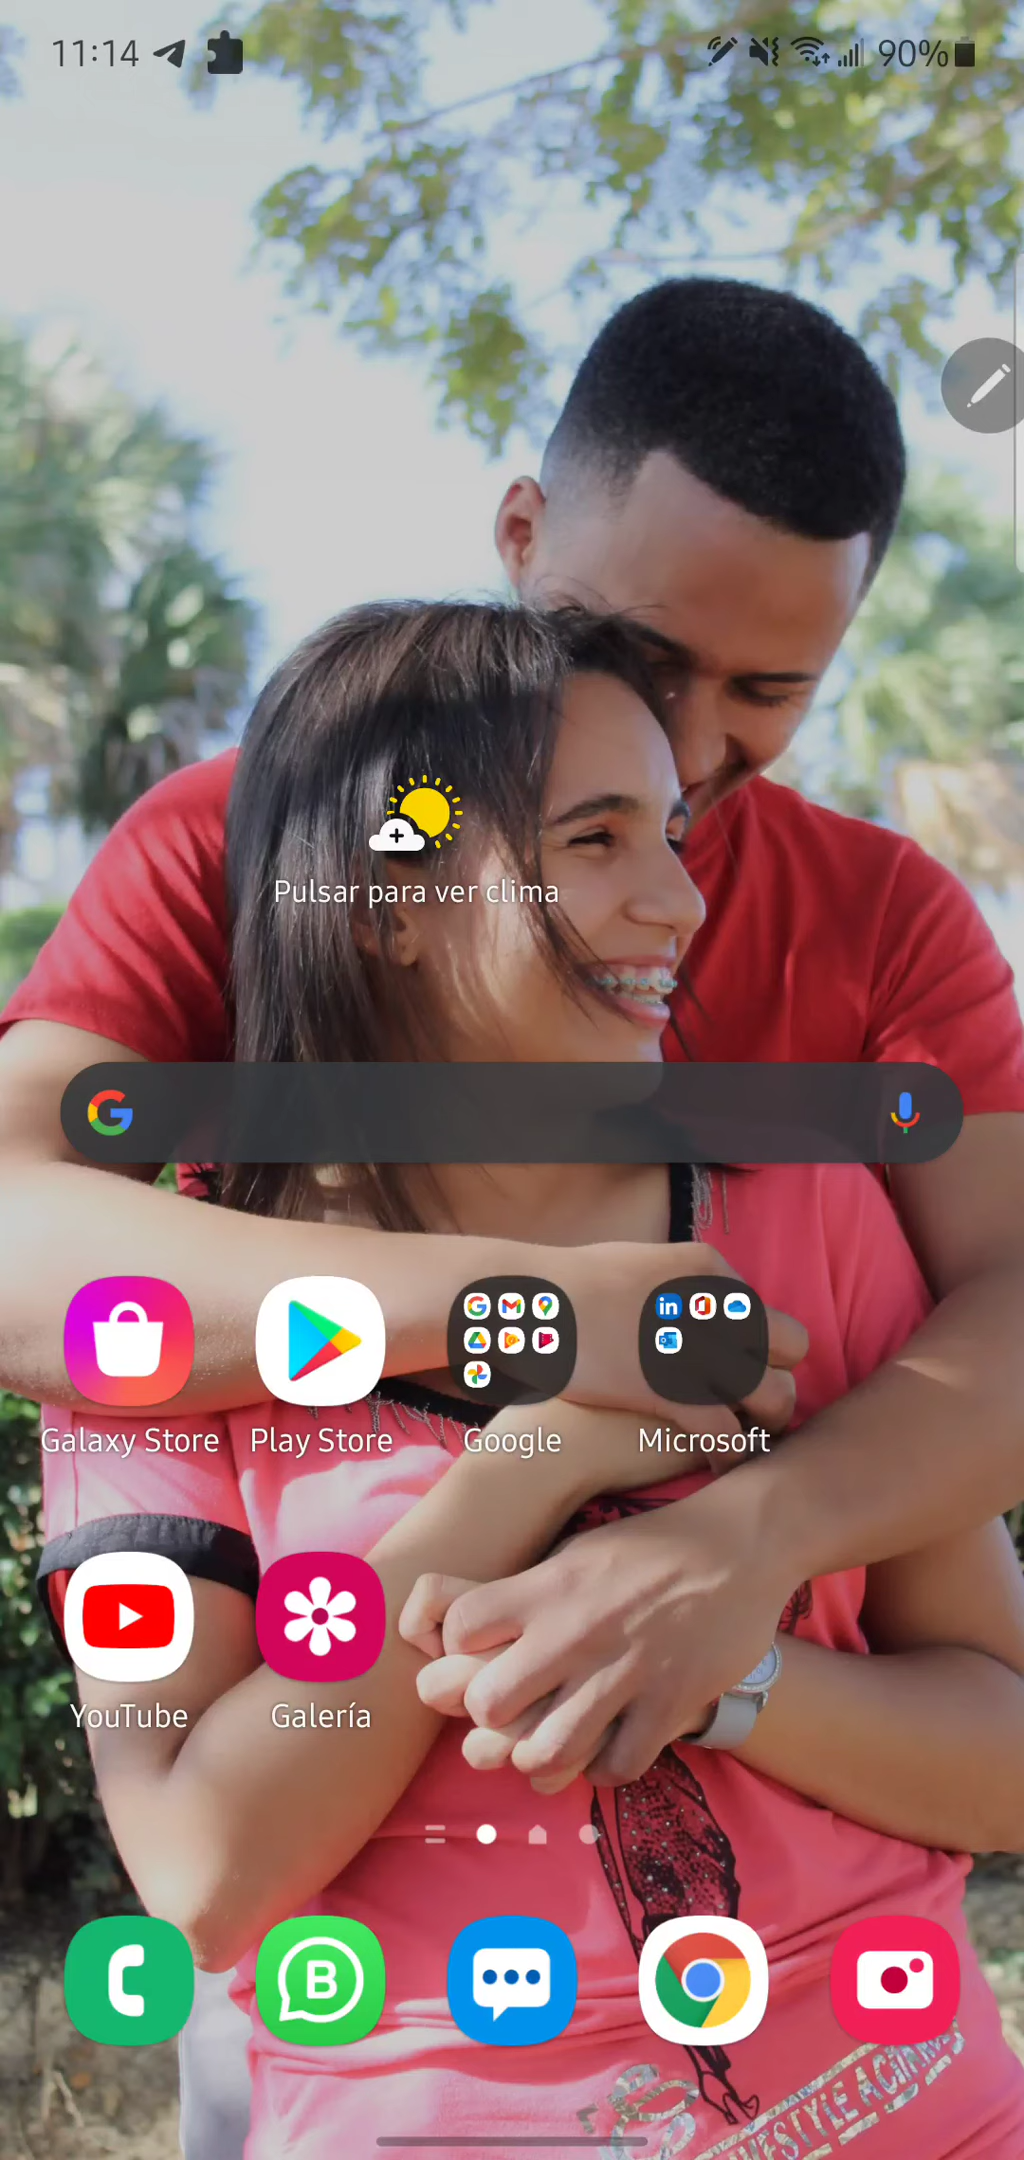 11:14
90%
Pulsar para ver clima
Galaxy Store
Play Store
Google
Microsoft
YouTube
Galería